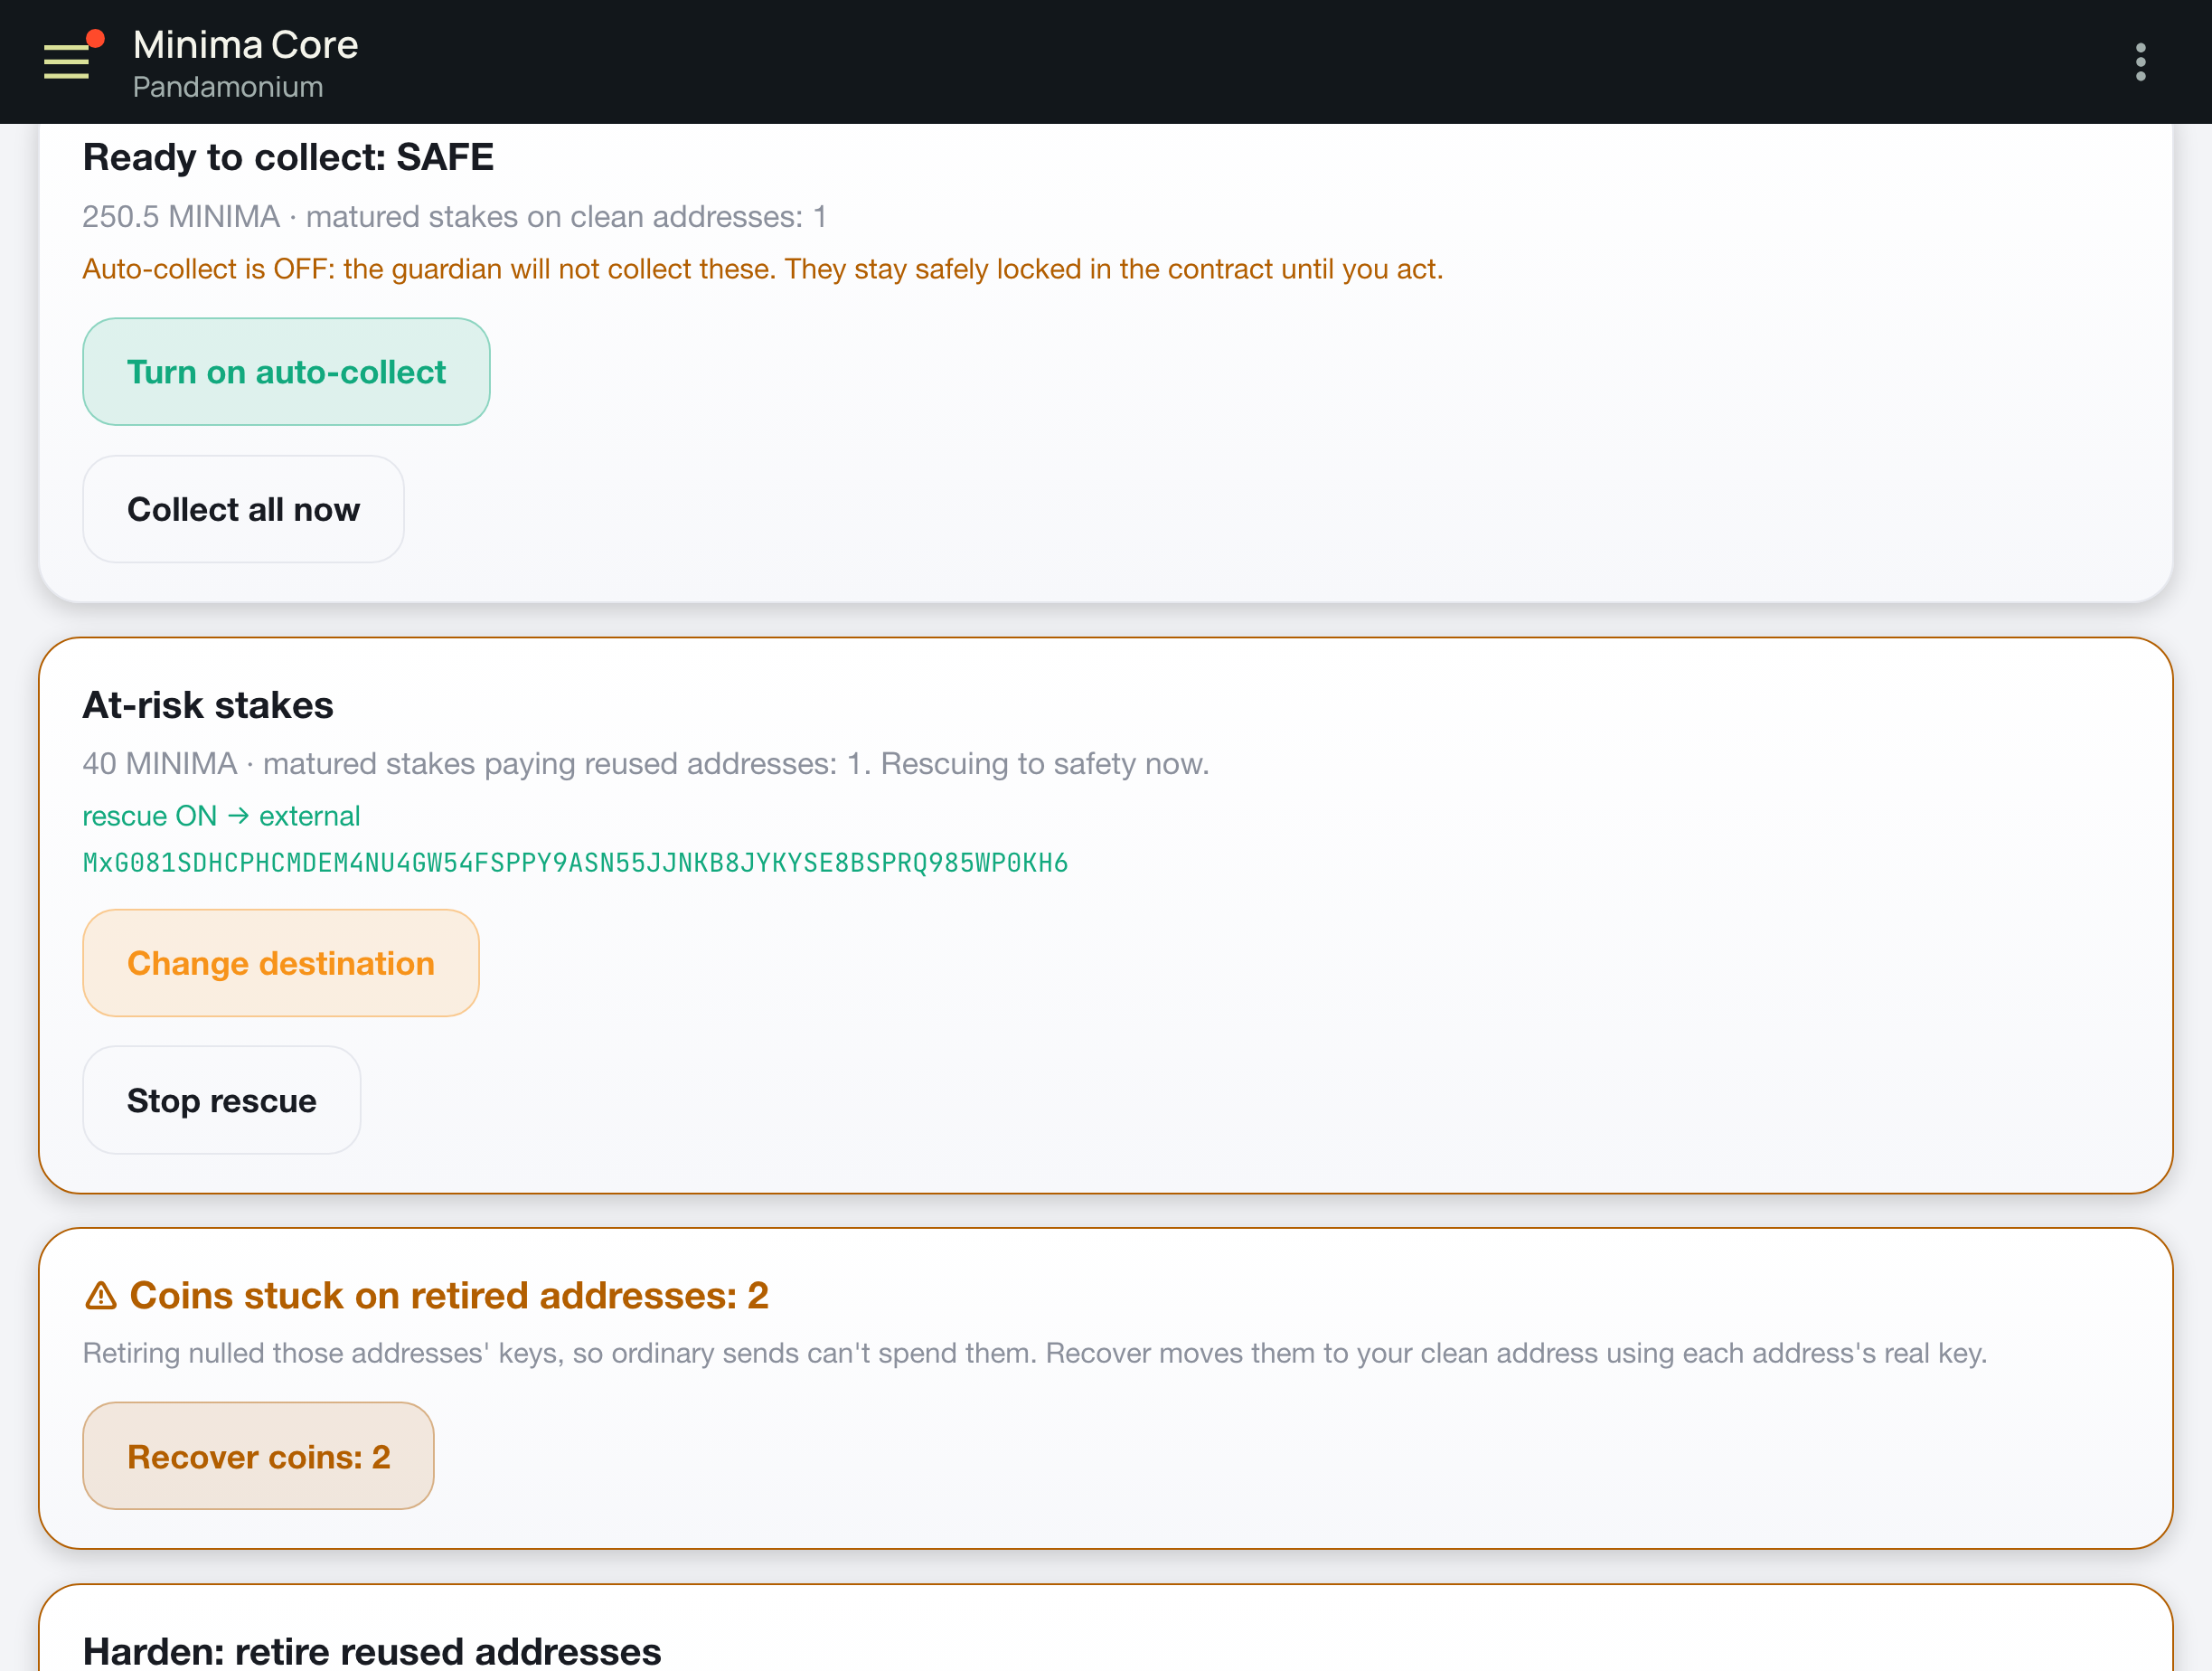 Minima Core
Pandamonium
Ready to collect: SAFE
250.5 MINIMA · matured stakes on clean addresses: 1
Auto-collect is OFF: the guardian will not collect these. They stay safely locked in the contract until you act.
Turn on auto-collect
Collect all now
At-risk stakes
40 MINIMA · matured stakes paying reused addresses: 1. Rescuing to safety now.
rescue ON → external
MxG081SDHCPHCMDEM4NU4GW54FSPPY9ASN55JJNKB8JYKYSE8BSPRQ985WP0KH6
Change destination
Stop rescue
Coins stuck on retired addresses: 2
Retiring nulled those addresses' keys, so ordinary sends can't spend them. Recover moves them to your clean address using each address's real key.
Recover coins: 2
Harden: retire reused addresses